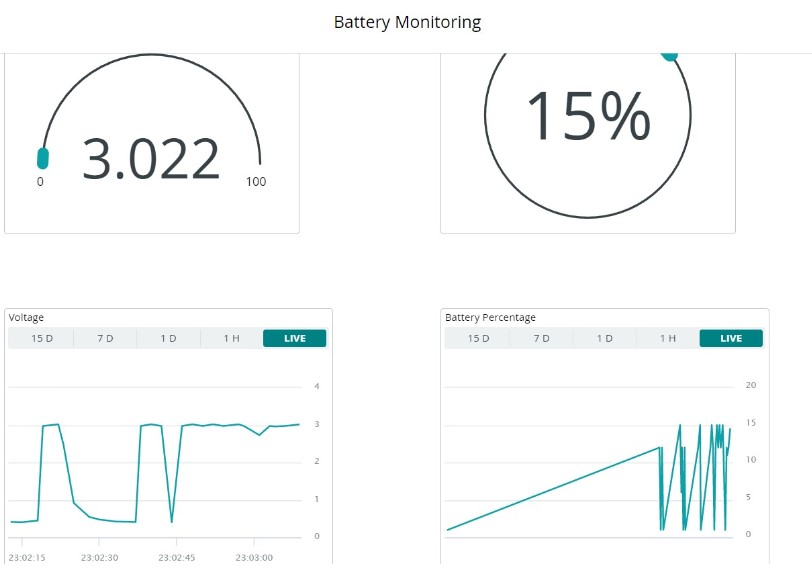 Battery Monitoring
3.022
0 100
15%
Voltage
15 D 7 D 1 D 1 H LIVE
4
3
2
1
0
23:02:15 23:02:30 23:02:45 23:03:00
Battery Percentage
15 D 7 D 1 D 1 H LIVE
20
15
10
5
0